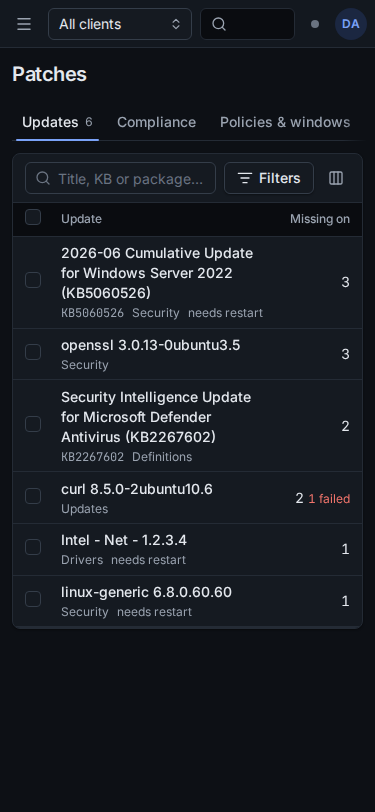 All clients
DA
Patches
Updates 6 Compliance Policies & windows
Title, KB or package...
Filters
Update Missing on
2026-06 Cumulative Update
for Windows Server 2022
(KB5060526)
3
KB5060526 Security needs restart
openssl 3.0.13-0ubuntu3.5
3
Security
Security Intelligence Update
for Microsoft Defender
Antivirus (KB2267602)
2
KB2267602 Definitions
curl 8.5.0-2ubuntu10.6
2 1 failed
Updates
Intel - Net - 1.2.3.4
1
Drivers needs restart
linux-generic 6.8.0.60.60
1
Security needs restart